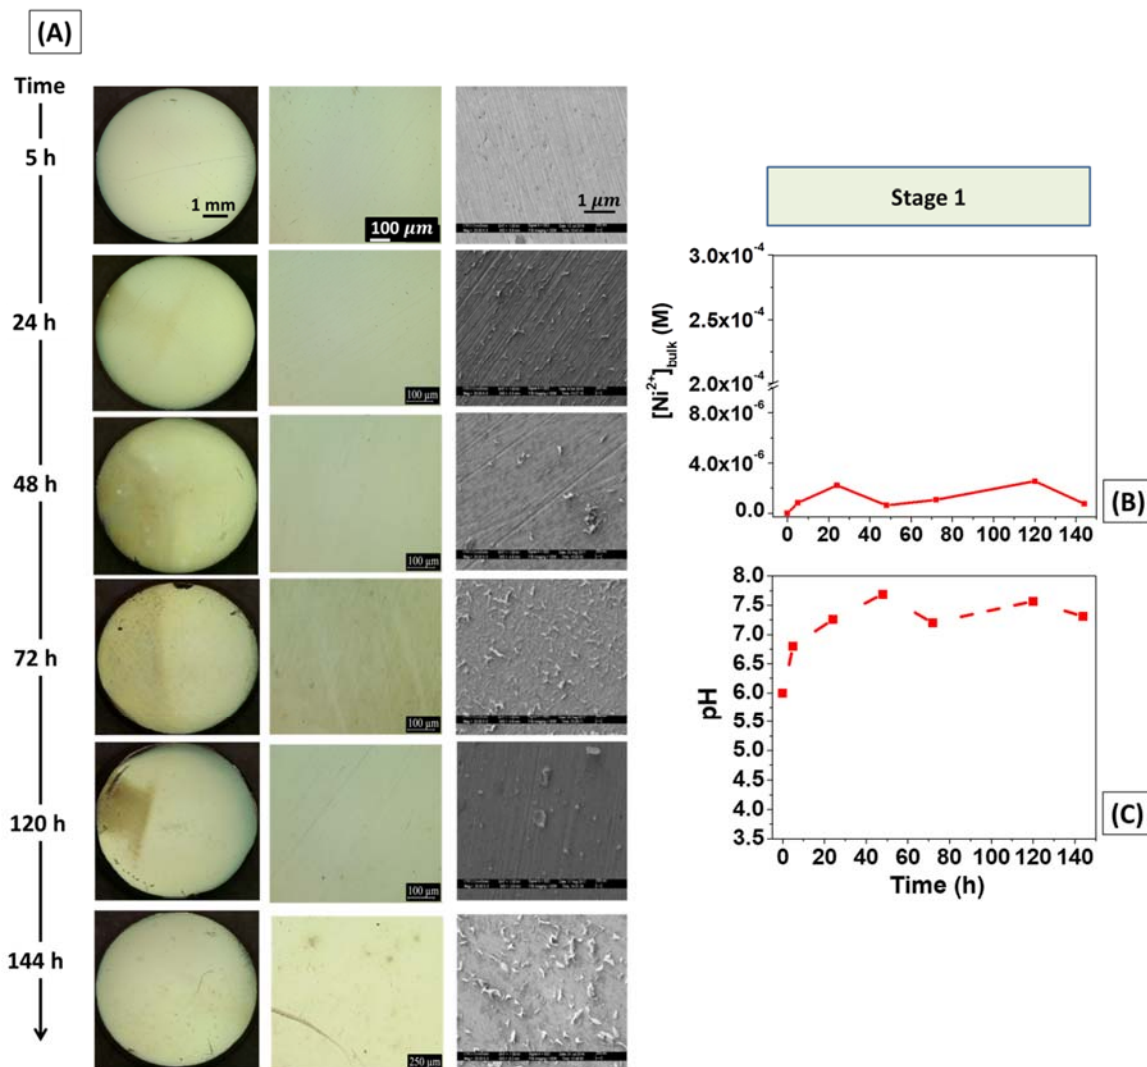 (A)
Time
5 h
1 mm
100 μm
1 μm
24 h
100 μm
48 h
100 μm
72 h
100 μm
120 h
100 μm
144 h
250 μm
Stage 1
3.0x10⁻⁴
2.5x10⁻⁴
2.0x10⁻⁴
8.0x10⁻⁶
4.0x10⁻⁶
0.0
[Ni²⁺]bulk (M)
0 20 40 60 80 100 120 140
(B)
8.0
7.5
7.0
6.5
6.0
5.5
5.0
4.5
4.0
3.5
pH
0 20 40 60 80 100 120 140
Time (h)
(C)